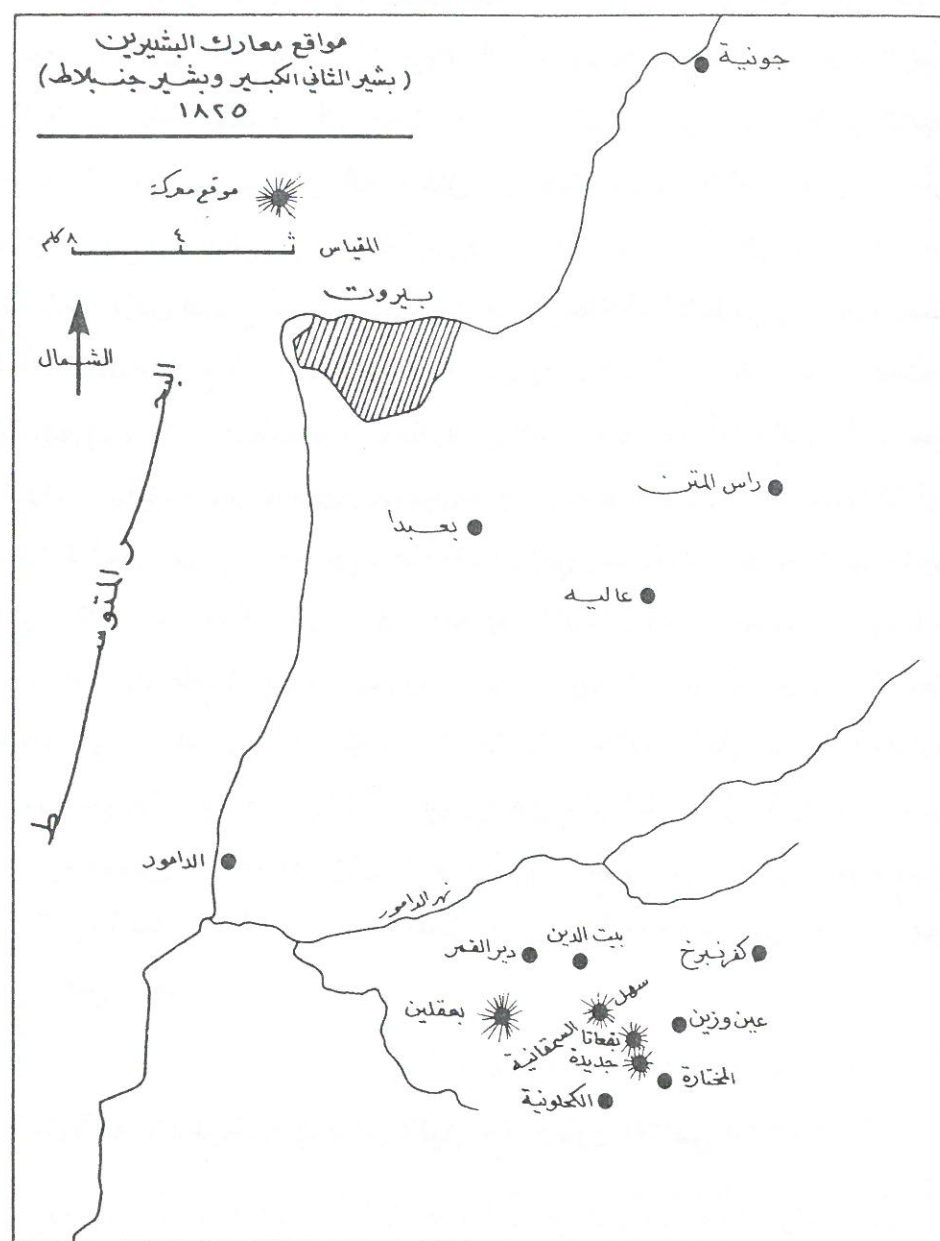 مواقع معارك البشيرين
(بشير الثاني الكبير وبشير جنبلاط)
١٨٢٥
موقع معركة
المقياس ٤ ٨ كلم
الشمال
البحر المتوسط
جونية
بيروت
راس المتن
بعبدا
عاليه
الدامور
نهر الدامور
دير القمر
بيت الدين
كفرنبرخ
بعقلين
سهل السمقانية
بقعاتا
عين وزين
جديدة
المختارة
الكحلونية